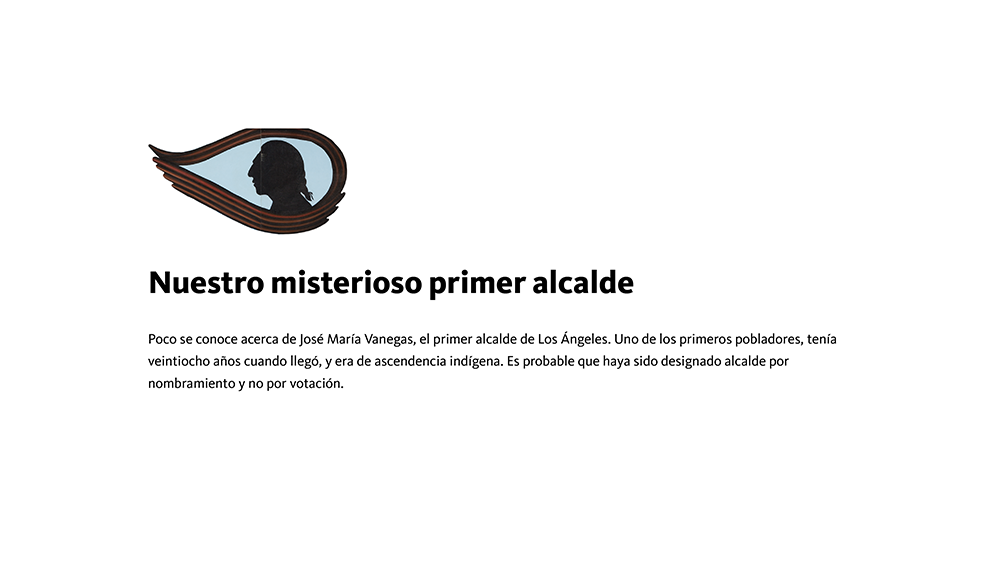 Nuestro misterioso primer alcalde
Poco se conoce acerca de José María Vanegas, el primer alcalde de Los Ángeles. Uno de los primeros pobladores, tenía
veintiocho años cuando llegó, y era de ascendencia indígena. Es probable que haya sido designado alcalde por
nombramiento y no por votación.